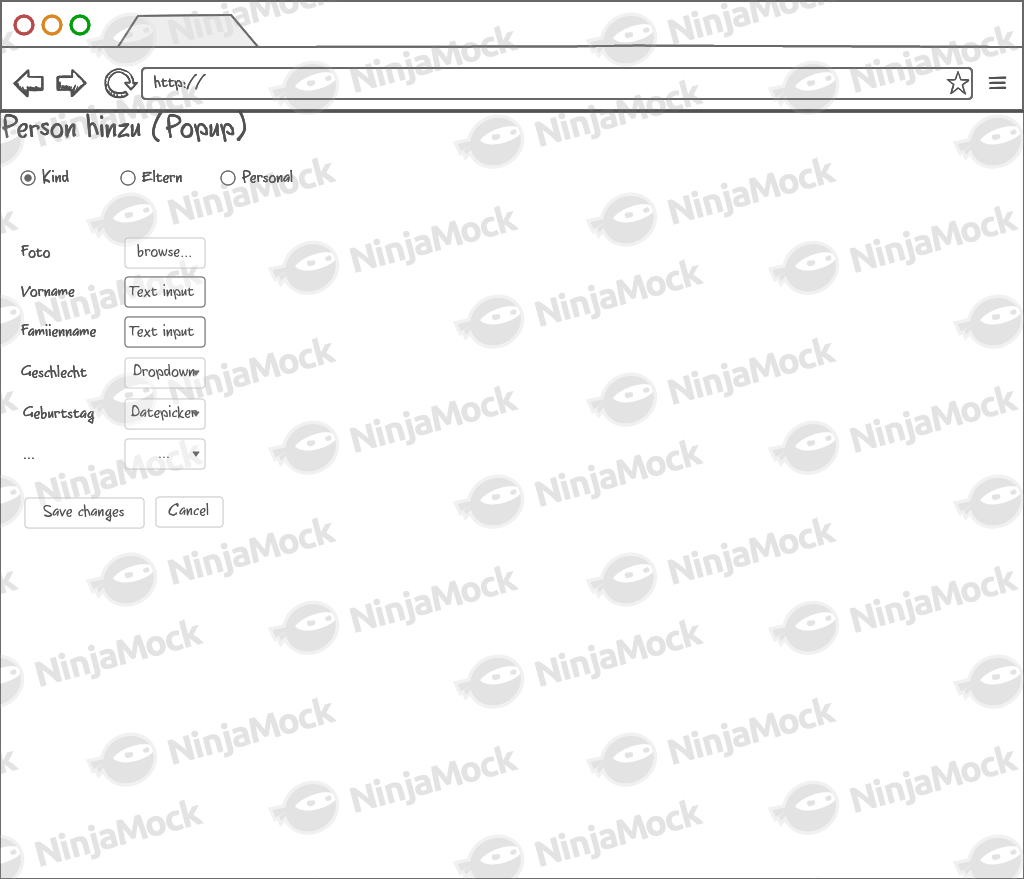 http://
Person hinzu (Popup)
Kind Eltern Personal
Foto browse...
Vorname Text input
Famiienname Text input
Geschlecht Dropdown
Geburtstag Datepicker
... ...
Save changes Cancel
NinjaMock